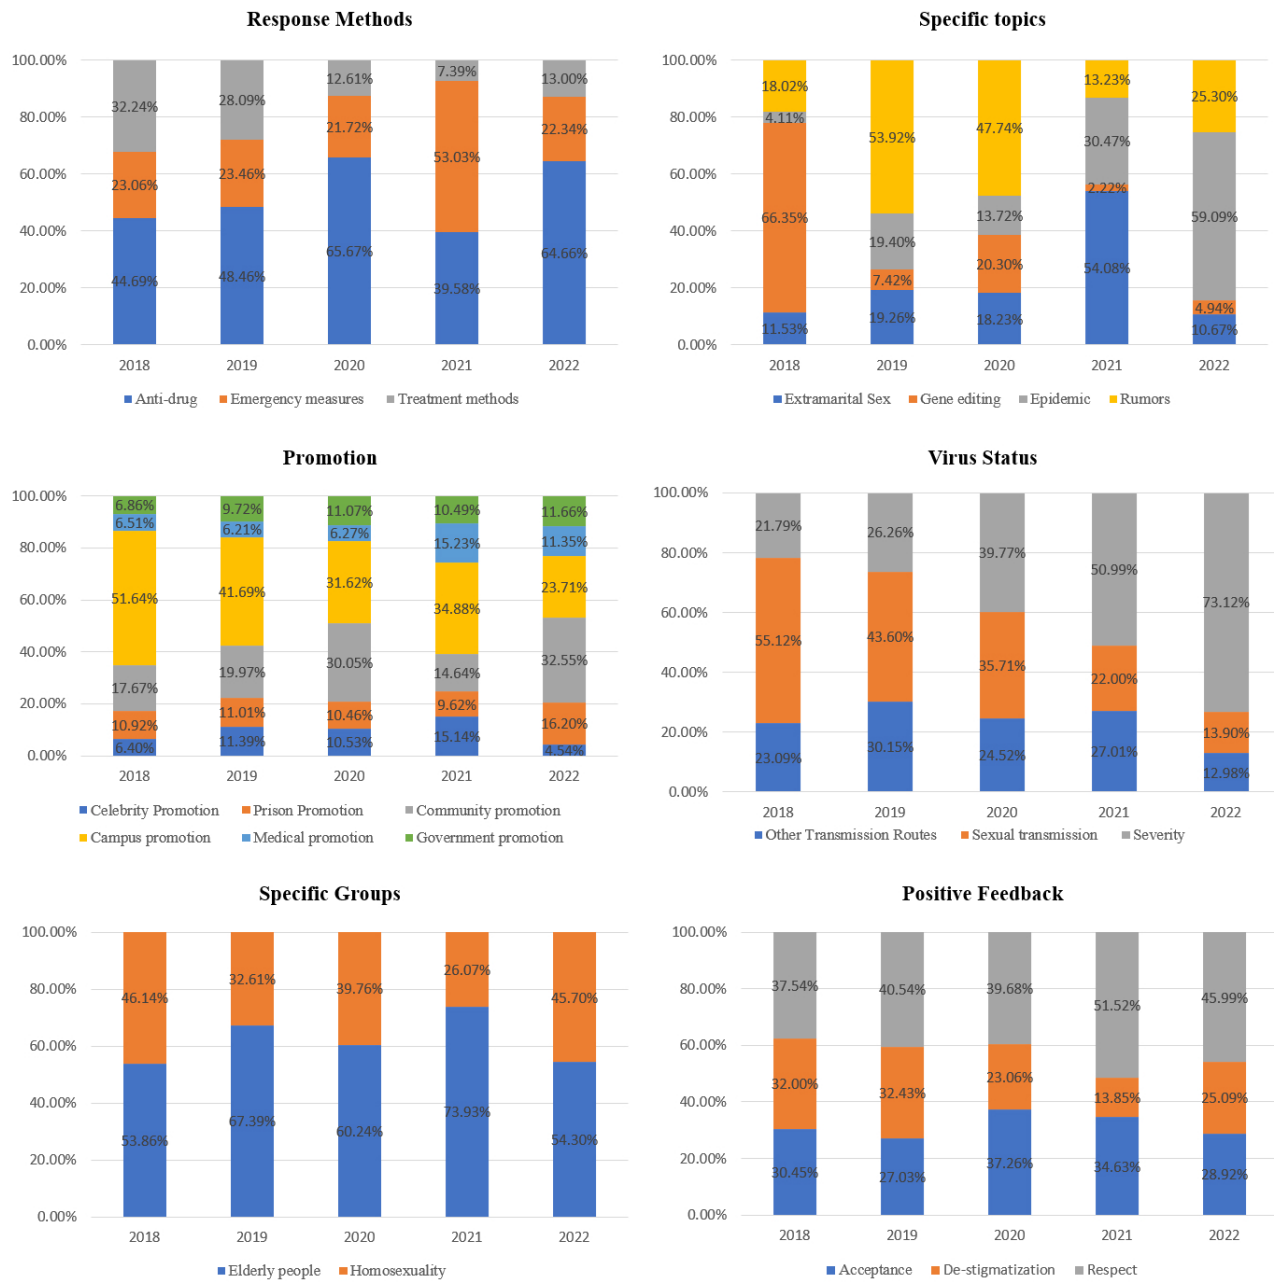 Response Methods
100.00%
80.00%
60.00%
40.00%
20.00%
0.00%
32.24% 28.09% 12.61% 7.39% 13.00%
23.06% 23.46% 21.72% 53.03% 22.34%
44.69% 48.46% 65.67% 39.58% 64.66%
2018 2019 2020 2021 2022
Anti-drug Emergency measures Treatment methods
Specific topics
100.00%
80.00%
60.00%
40.00%
20.00%
0.00%
18.02% 53.92% 47.74% 13.23% 25.30%
4.11% 19.40% 13.72% 30.47% 59.09%
66.35% 7.42% 20.30% 2.22% 4.94%
11.53% 19.26% 18.23% 54.08% 10.67%
2018 2019 2020 2021 2022
Extramarital Sex Gene editing Epidemic Rumors
Promotion
100.00%
80.00%
60.00%
40.00%
20.00%
0.00%
6.86% 9.72% 11.07% 10.49% 11.66%
6.51% 6.21% 6.27% 15.23% 11.35%
51.64% 41.69% 31.62% 34.88% 23.71%
17.67% 19.97% 30.05% 14.64% 32.55%
10.92% 11.01% 10.46% 9.62% 16.20%
6.40% 11.39% 10.53% 15.14% 4.54%
2018 2019 2020 2021 2022
Celebrity Promotion Prison Promotion Community promotion
Campus promotion Medical promotion Government promotion
Virus Status
100.00%
80.00%
60.00%
40.00%
20.00%
0.00%
21.79% 26.26% 39.77% 50.99% 73.12%
55.12% 43.60% 35.71% 22.00% 13.90%
23.09% 30.15% 24.52% 27.01% 12.98%
2018 2019 2020 2021 2022
Other Transmission Routes Sexual transmission Severity
Specific Groups
100.00%
80.00%
60.00%
40.00%
20.00%
0.00%
46.14% 32.61% 39.76% 26.07% 45.70%
53.86% 67.39% 60.24% 73.93% 54.30%
2018 2019 2020 2021 2022
Elderly people Homosexuality
Positive Feedback
100.00%
80.00%
60.00%
40.00%
20.00%
0.00%
37.54% 40.54% 39.68% 51.52% 45.99%
32.00% 32.43% 23.06% 13.85% 25.09%
30.45% 27.03% 37.26% 34.63% 28.92%
2018 2019 2020 2021 2022
Acceptance De-stigmatization Respect